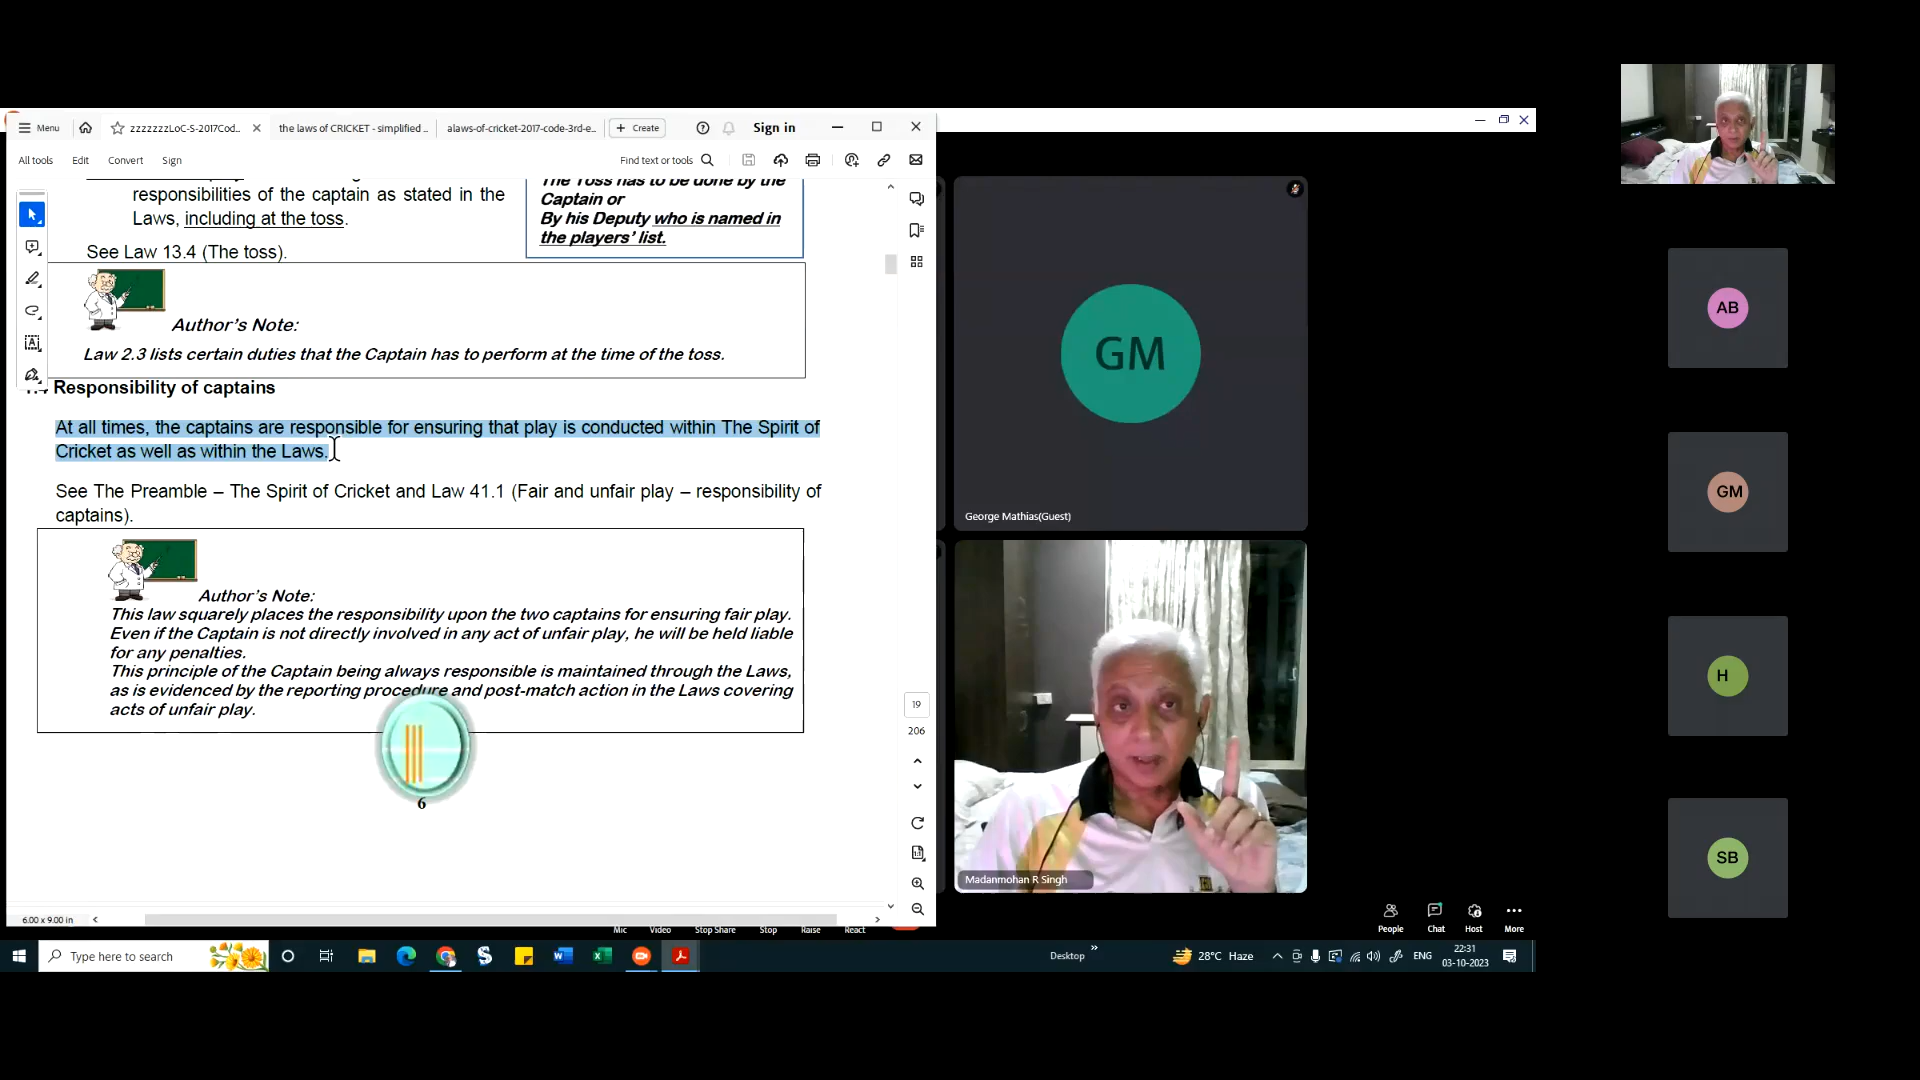 Menu
zzzzzzzLoC-S-2017Cod...
the laws of CRICKET - simplified ...
alaws-of-cricket-2017-code-3rd-e...
Create
Sign in
All tools
Edit
Convert
Sign
Find text or tools
responsibilities of the captain as stated in the
Laws, including at the toss.
See Law 13.4 (The toss).
The Toss has to be done by the
Captain or
By his Deputy who is named in
the players' list.
Author's Note:
Law 2.3 lists certain duties that the Captain has to perform at the time of the toss.
Responsibility of captains
At all times, the captains are responsible for ensuring that play is conducted within The Spirit of
Cricket as well as within the Laws.
See The Preamble – The Spirit of Cricket and Law 41.1 (Fair and unfair play – responsibility of
captains).
Author's Note:
This law squarely places the responsibility upon the two captains for ensuring fair play.
Even if the Captain is not directly involved in any act of unfair play, he will be held liable
for any penalties.
This principle of the Captain being always responsible is maintained through the Laws,
as is evidenced by the reporting procedure and post-match action in the Laws covering
acts of unfair play.
6
19
206
6.00 x 9.00 in
GM
George Mathias(Guest)
Madanmohan R Singh
AB
GM
H
SB
Mic
Video
Stop Share
Stop
Raise
React
People
Chat
Host
More
Type here to search
Desktop
28°C Haze
ENG
22:31
03-10-2023